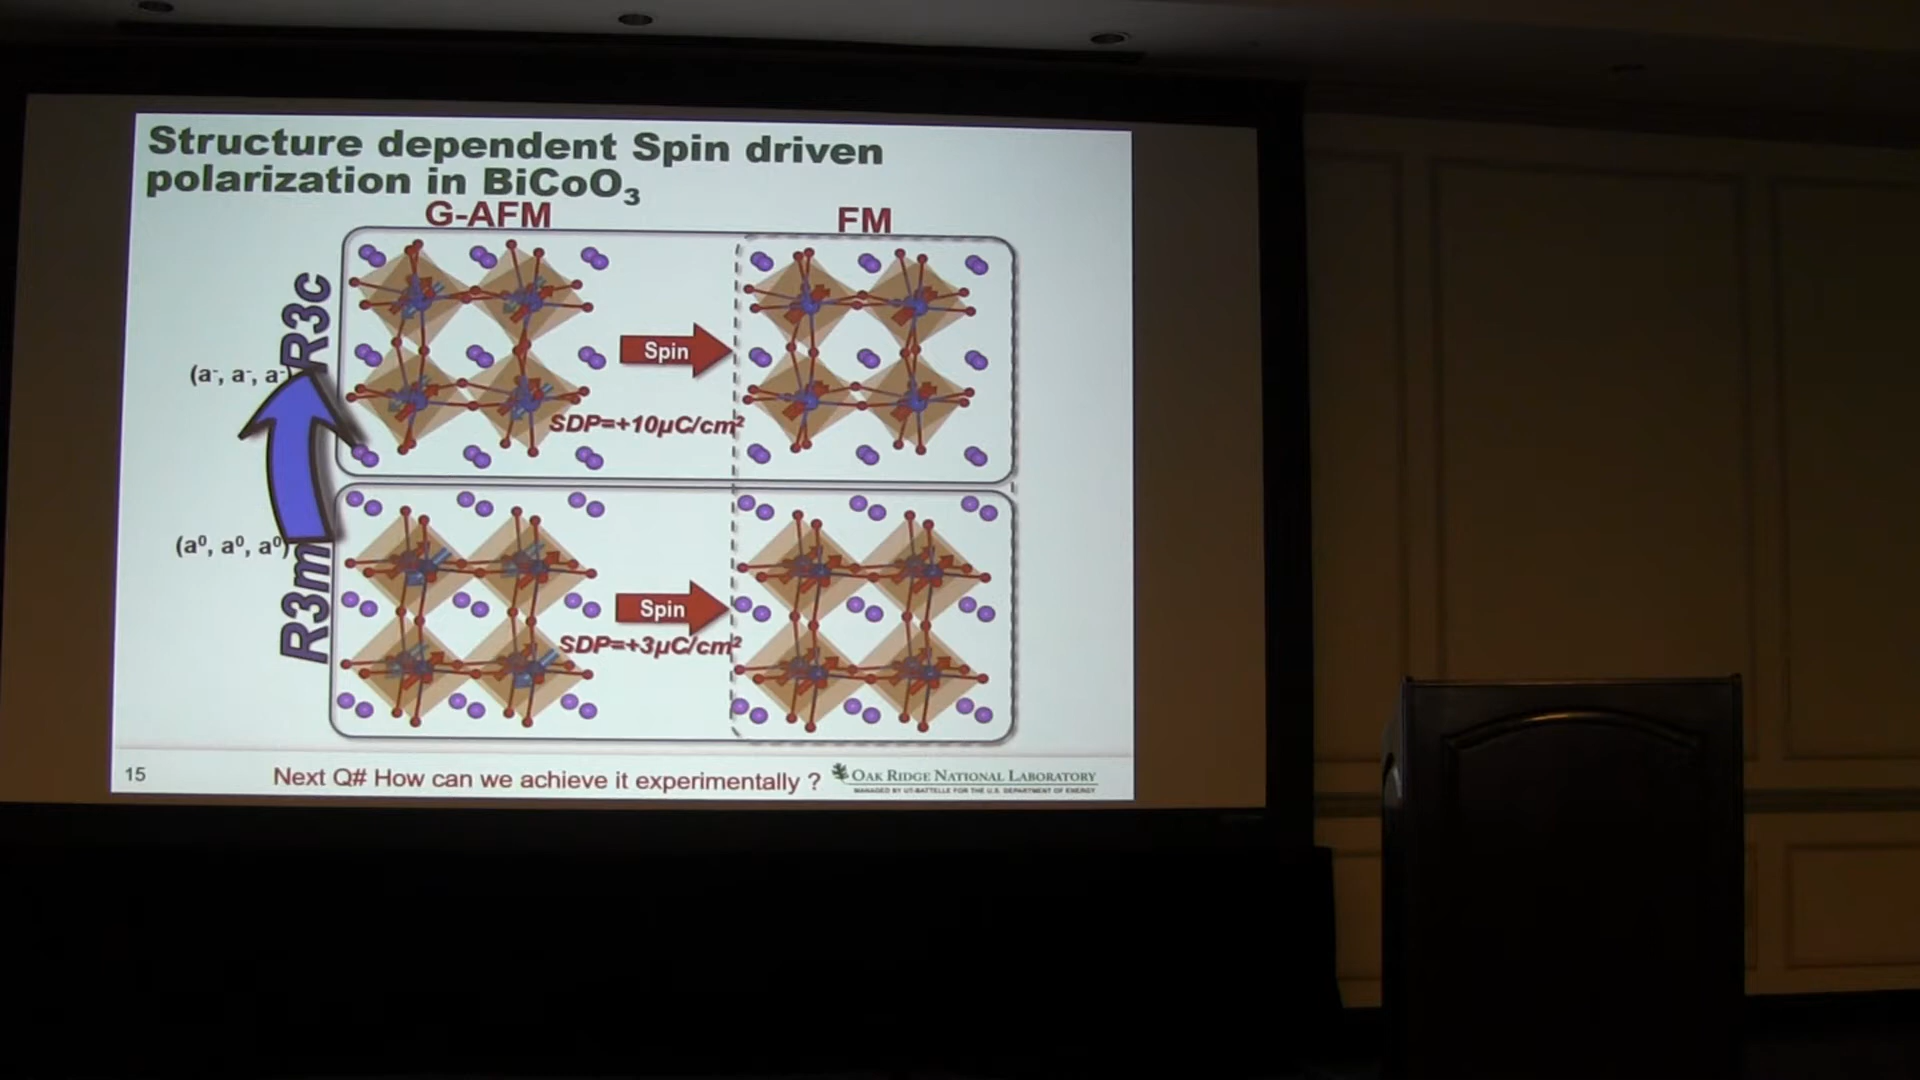 Structure dependent Spin driven
polarization in BiCoO₃
G-AFM
FM
R3c
(a⁻, a⁻, a⁻)
Spin
SDP=+10μC/cm²
(a⁰, a⁰, a⁰)
R3m
Spin
SDP=+3μC/cm²
15
Next Q# How can we achieve it experimentally ?
OAK RIDGE NATIONAL LABORATORY
MANAGED BY UT-BATTELLE FOR THE U.S. DEPARTMENT OF ENERGY